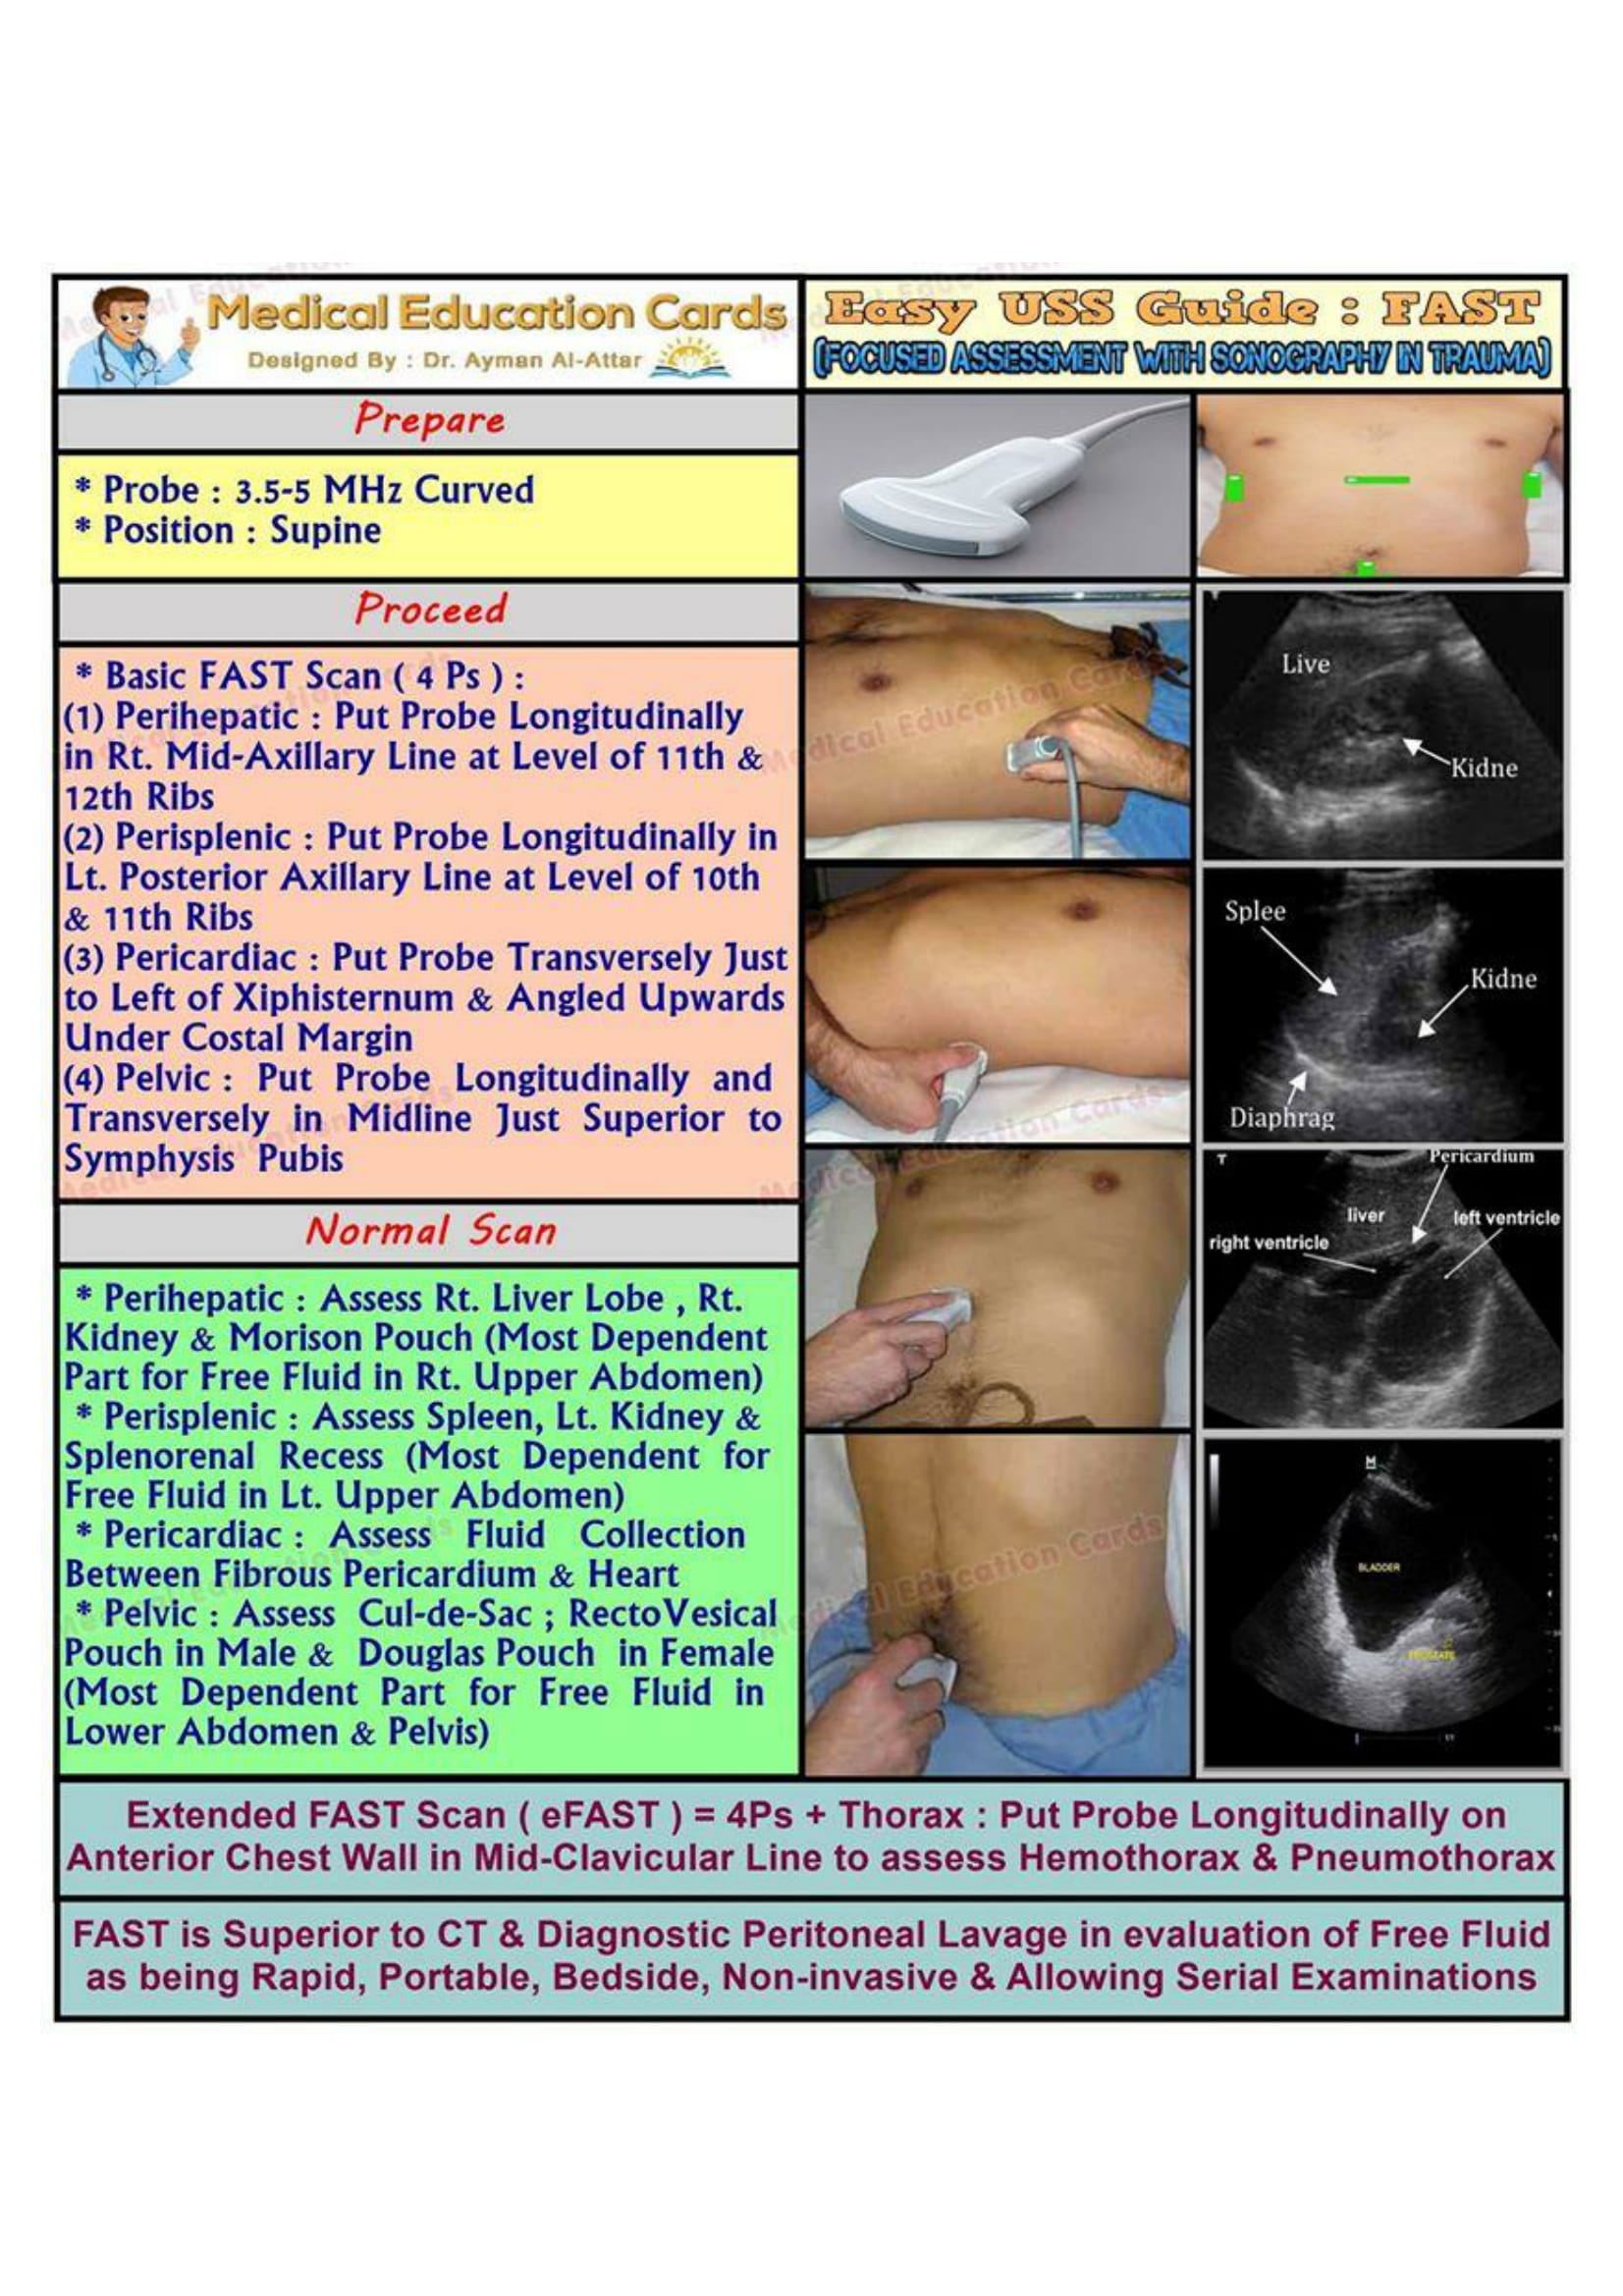 Medical Education Cards
Designed By : Dr. Ayman Al-Attar
Easy USS Guide : FAST
(FOCUSED ASSESSMENT WITH SONOGRAPHY IN TRAUMA)
Prepare
* Probe : 3.5-5 MHz Curved
* Position : Supine
Proceed
* Basic FAST Scan ( 4 Ps ) :
(1) Perihepatic : Put Probe Longitudinally
in Rt. Mid-Axillary Line at Level of 11th &
12th Ribs
(2) Perisplenic : Put Probe Longitudinally in
Lt. Posterior Axillary Line at Level of 10th
& 11th Ribs
(3) Pericardiac : Put Probe Transversely Just
to Left of Xiphisternum & Angled Upwards
Under Costal Margin
(4) Pelvic : Put Probe Longitudinally and
Transversely in Midline Just Superior to
Symphysis Pubis
Normal Scan
* Perihepatic : Assess Rt. Liver Lobe , Rt.
Kidney & Morison Pouch (Most Dependent
Part for Free Fluid in Rt. Upper Abdomen)
* Perisplenic : Assess Spleen, Lt. Kidney &
Splenorenal Recess (Most Dependent for
Free Fluid in Lt. Upper Abdomen)
* Pericardiac : Assess Fluid Collection
Between Fibrous Pericardium & Heart
* Pelvic : Assess Cul-de-Sac ; RectoVesical
Pouch in Male & Douglas Pouch in Female
(Most Dependent Part for Free Fluid in
Lower Abdomen & Pelvis)
Live
Kidne
Splee
Kidne
Diaphrag
T
Pericardium
liver
left ventricle
right ventricle
M
BLADDER
PROSTATE
Extended FAST Scan ( eFAST ) = 4Ps + Thorax : Put Probe Longitudinally on
Anterior Chest Wall in Mid-Clavicular Line to assess Hemothorax & Pneumothorax
FAST is Superior to CT & Diagnostic Peritoneal Lavage in evaluation of Free Fluid
as being Rapid, Portable, Bedside, Non-invasive & Allowing Serial Examinations
Medical Education Cards